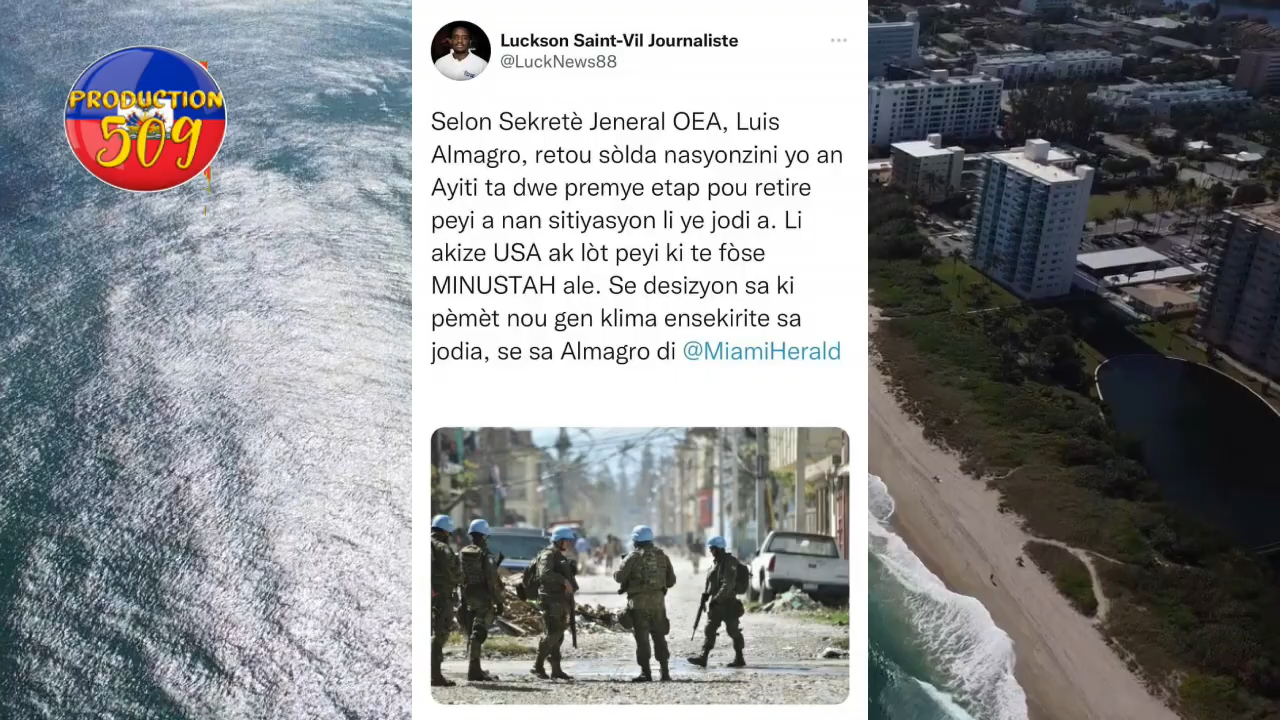 PRODUCTION
509
Luckson Saint-Vil Journaliste
@LuckNews88
Selon Sekretè Jeneral OEA, Luis
Almagro, retou sòlda nasyonzini yo an
Ayiti ta dwe premye etap pou retire
peyi a nan sitiyasyon li ye jodi a. Li
akize USA ak lòt peyi ki te fòse
MINUSTAH ale. Se desizyon sa ki
pèmèt nou gen klima ensekirite sa
jodia, se sa Almagro di @MiamiHerald